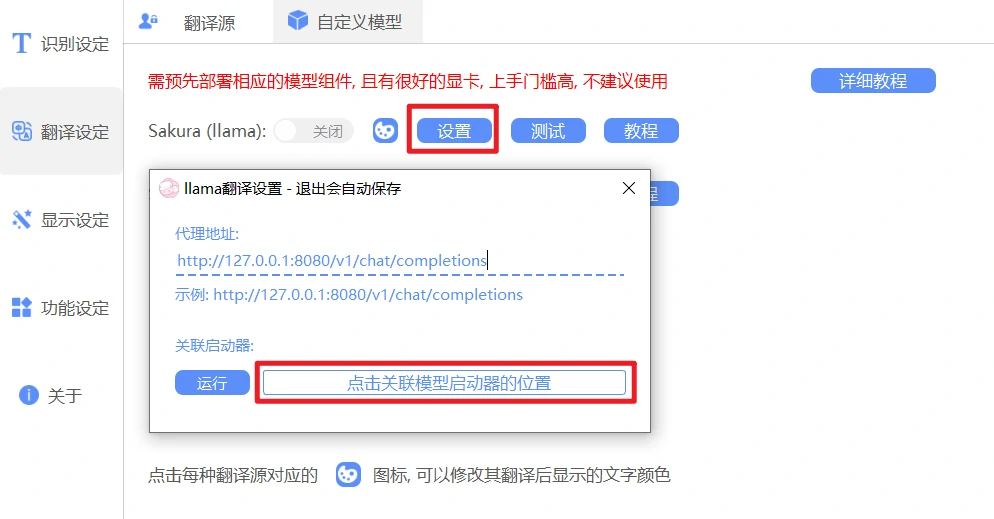 翻译源
自定义模型
识别设定
翻译设定
显示设定
功能设定
关于
需预先部署相应的模型组件, 且有很好的显卡, 上手门槛高, 不建议使用
详细教程
Sakura (llama):
关闭
设置
测试
教程
程
llama翻译设置 - 退出会自动保存
代理地址:
http://127.0.0.1:8080/v1/chat/completions
示例: http://127.0.0.1:8080/v1/chat/completions
关联启动器:
运行
点击关联模型启动器的位置
点击每种翻译源对应的 图标, 可以修改其翻译后显示的文字颜色